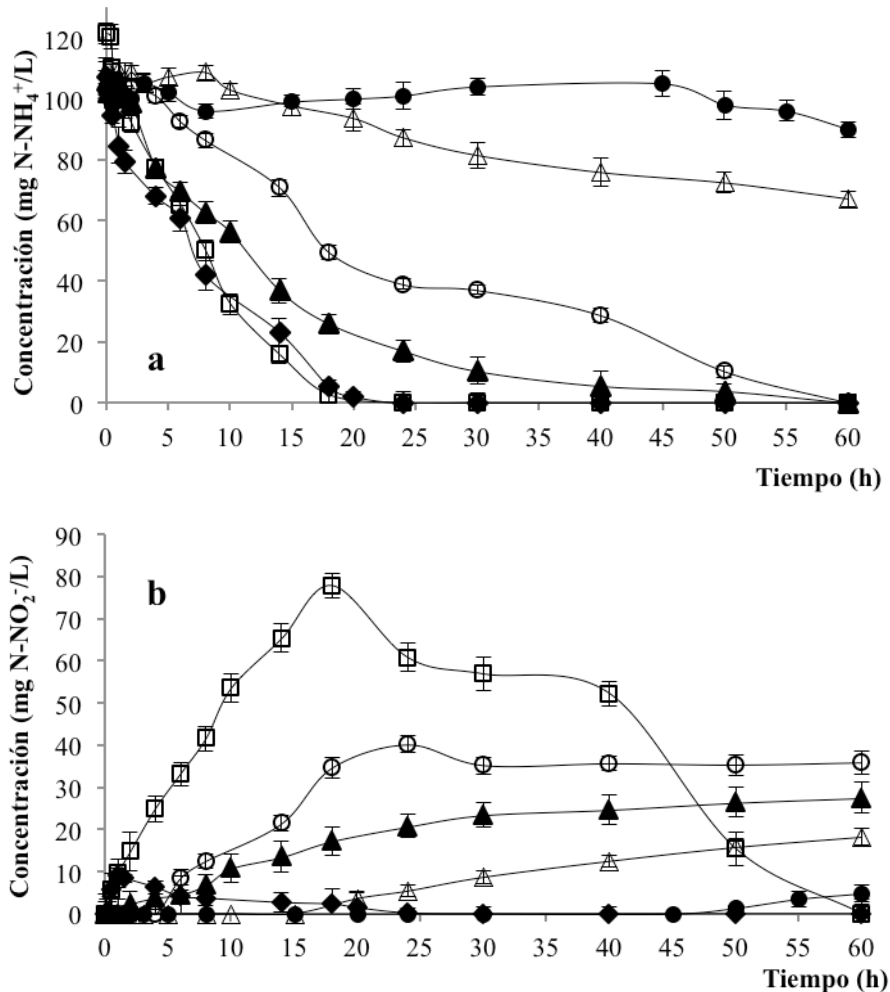 Concentración (mg N-NH₄⁺/L)
120
100
80
60
40
20
0
a
0 5 10 15 20 25 30 35 40 45 50 55 60
Tiempo (h)
Concentración (mg N-NO₂⁻/L)
90
80
70
60
50
40
30
20
10
0
b
0 5 10 15 20 25 30 35 40 45 50 55 60
Tiempo (h)